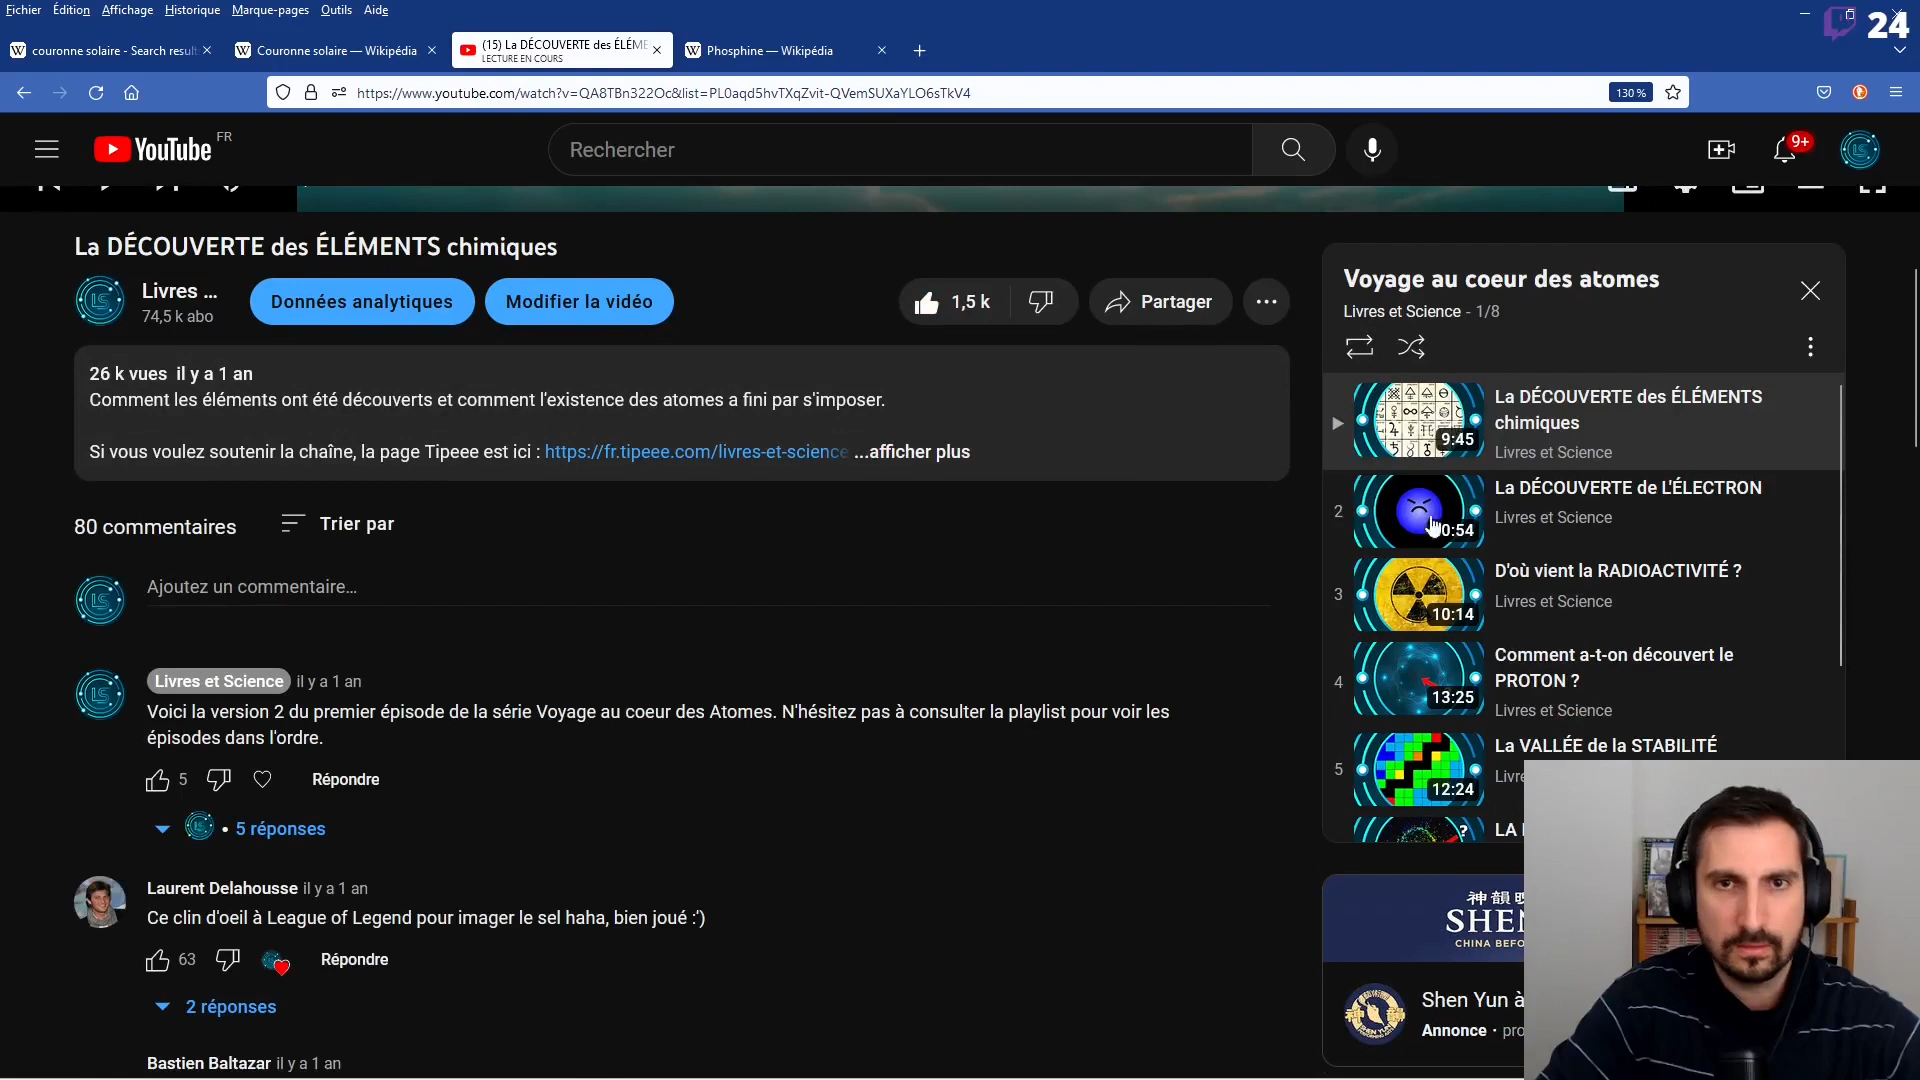 Fichier Édition Affichage Historique Marque-pages Outils Aide
24
couronne solaire - Search result
Couronne solaire — Wikipédia
(15) La DÉCOUVERTE des ÉLÉME
LECTURE EN COURS
Phosphine — Wikipédia
https://www.youtube.com/watch?v=QA8TBn322Oc&list=PL0aqd5hvTXqZvit-QVemSUXaYLO6sTkV4
130 %
YouTube FR
Rechercher
9+
La DÉCOUVERTE des ÉLÉMENTS chimiques
Livres ...
74,5 k abo
Données analytiques
Modifier la vidéo
1,5 k
Partager
26 k vues il y a 1 an
Comment les éléments ont été découverts et comment l'existence des atomes a fini par s'imposer.
Si vous voulez soutenir la chaîne, la page Tipeee est ici : https://fr.tipeee.com/livres-et-science ...afficher plus
80 commentaires
Trier par
Ajoutez un commentaire...
Livres et Science il y a 1 an
Voici la version 2 du premier épisode de la série Voyage au coeur des Atomes. N'hésitez pas à consulter la playlist pour voir les
épisodes dans l'ordre.
5 Répondre
• 5 réponses
Laurent Delahousse il y a 1 an
Ce clin d'oeil à League of Legend pour imager le sel haha, bien joué :')
63 Répondre
2 réponses
Bastien Baltazar il y a 1 an
Voyage au coeur des atomes
Livres et Science - 1/8
La DÉCOUVERTE des ÉLÉMENTS
chimiques
9:45
Livres et Science
2
La DÉCOUVERTE de L'ÉLECTRON
0:54
Livres et Science
3
D'où vient la RADIOACTIVITÉ ?
10:14
Livres et Science
4
Comment a-t-on découvert le
PROTON ?
13:25
Livres et Science
5
La VALLÉE de la STABILITÉ
12:24
Livre
?
LA
神韻
SHEN
CHINA BEFO
Shen Yun à
Annonce · pro